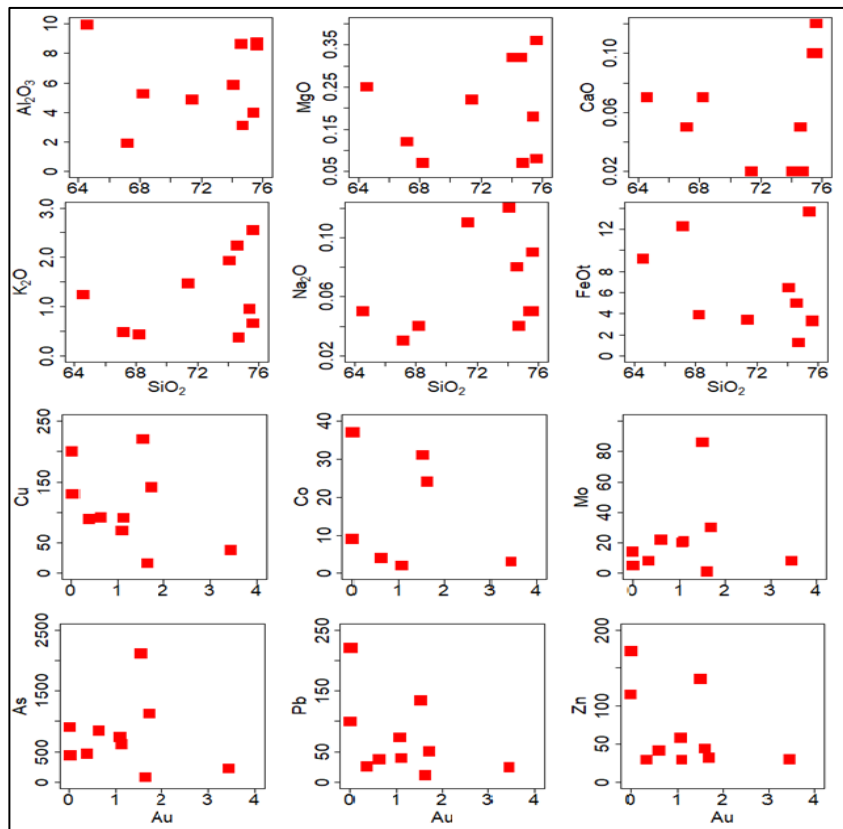 Al₂O₃
10
8
6
4
2
0
64 68 72 76
MgO
0.35
0.25
0.15
0.05
64 68 72 76
CaO
0.10
0.06
0.02
64 68 72 76
K₂O
3.0
2.0
1.0
0.0
64 68 72 76
SiO₂
Na₂O
0.10
0.06
0.02
64 68 72 76
SiO₂
FeOt
12
8
6
4
2
0
64 68 72 76
SiO₂
Cu
250
150
50
0
0 1 2 3 4
Co
40
30
20
10
0
0 1 2 3 4
Mo
80
60
40
20
0
0 1 2 3 4
As
2500
1500
500
0
0 1 2 3 4
Au
Pb
250
150
50
0
0 1 2 3 4
Au
Zn
200
150
100
50
0
0 1 2 3 4
Au